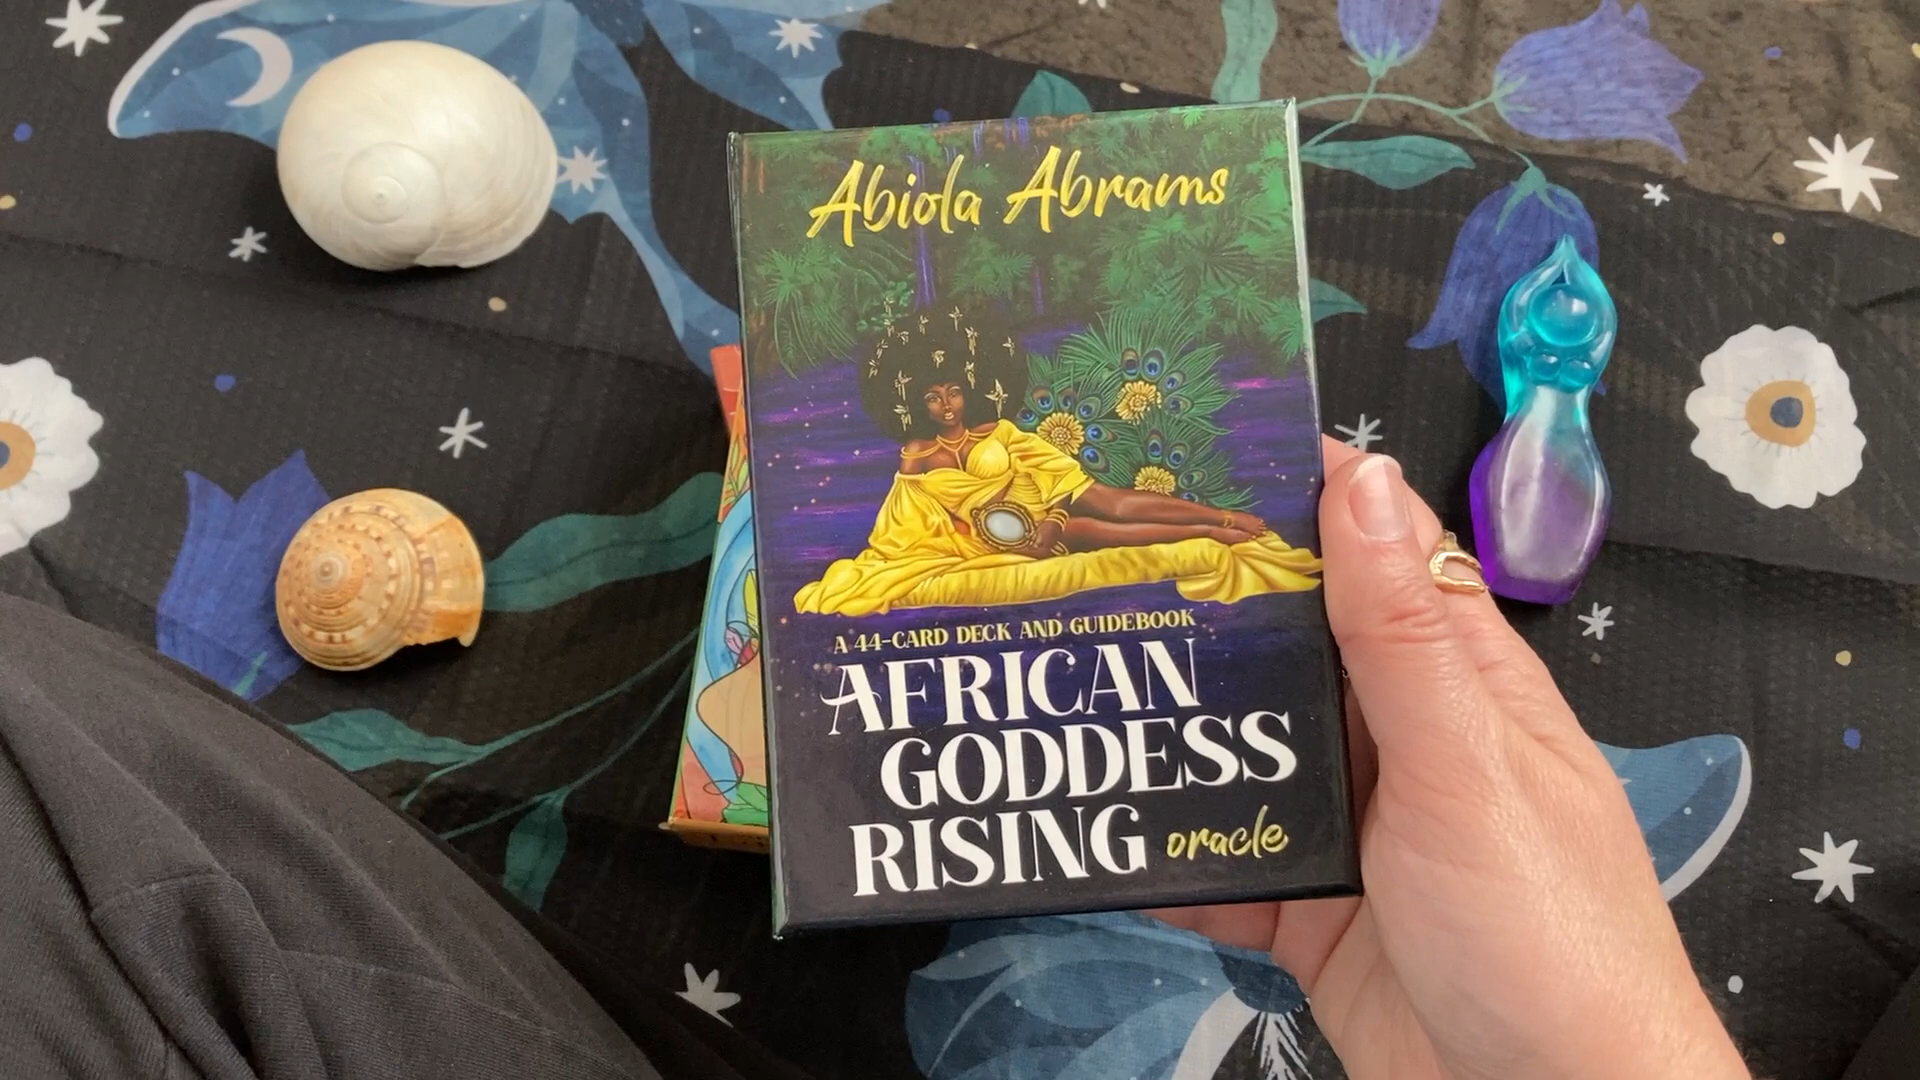 Abiola Abrams
A 44-CARD DECK AND GUIDEBOOK
AFRICAN
GODDESS
RISING oracle